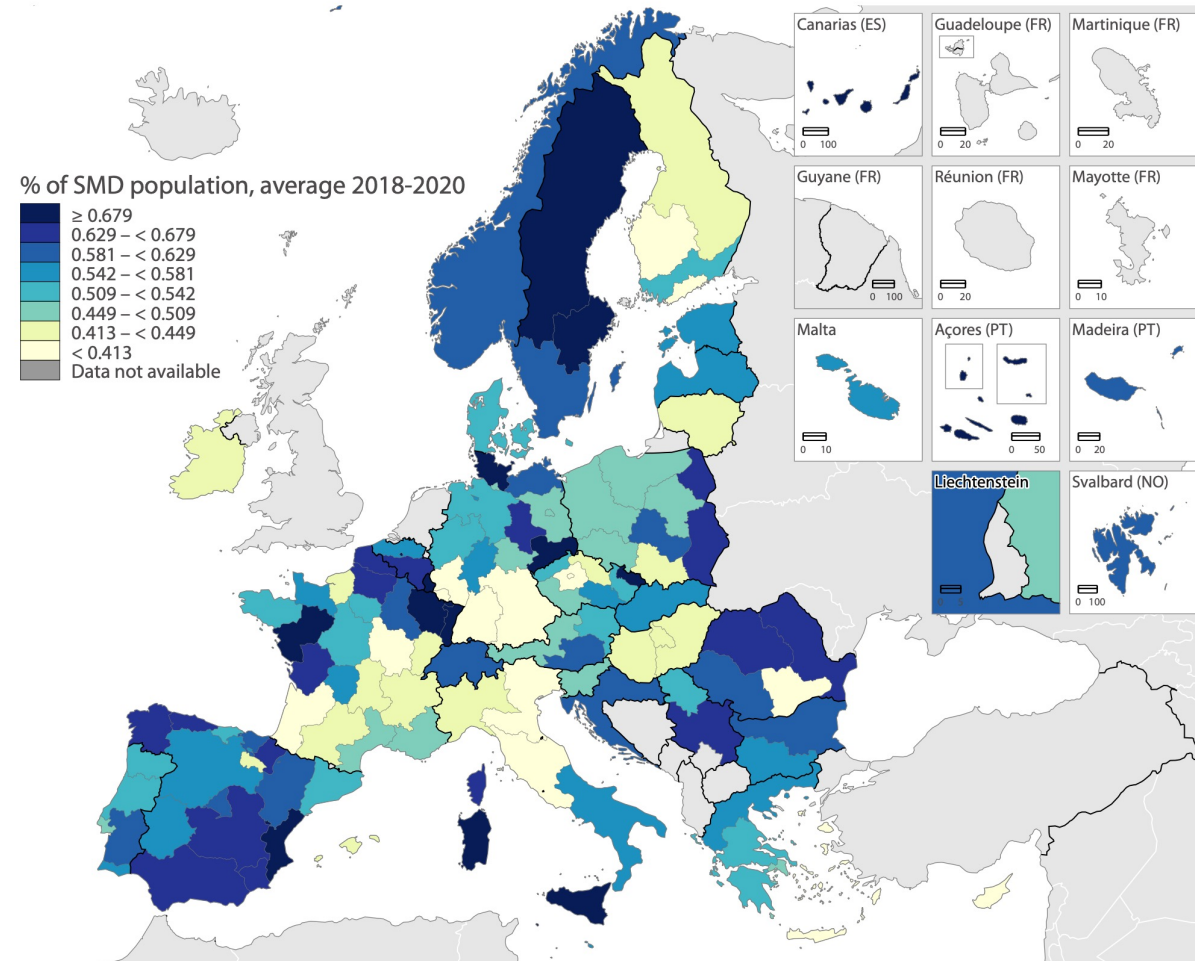 % of SMD population, average 2018-2020
≥ 0.679
0.629 – < 0.679
0.581 – < 0.629
0.542 – < 0.581
0.509 – < 0.542
0.449 – < 0.509
0.413 – < 0.449
< 0.413
Data not available
Canarias (ES)
0 100
Guadeloupe (FR)
0 20
Martinique (FR)
0 20
Guyane (FR)
0 100
Réunion (FR)
0 20
Mayotte (FR)
0 10
Malta
0 10
Açores (PT)
0 50
Madeira (PT)
0 20
Liechtenstein
Svalbard (NO)
0 100